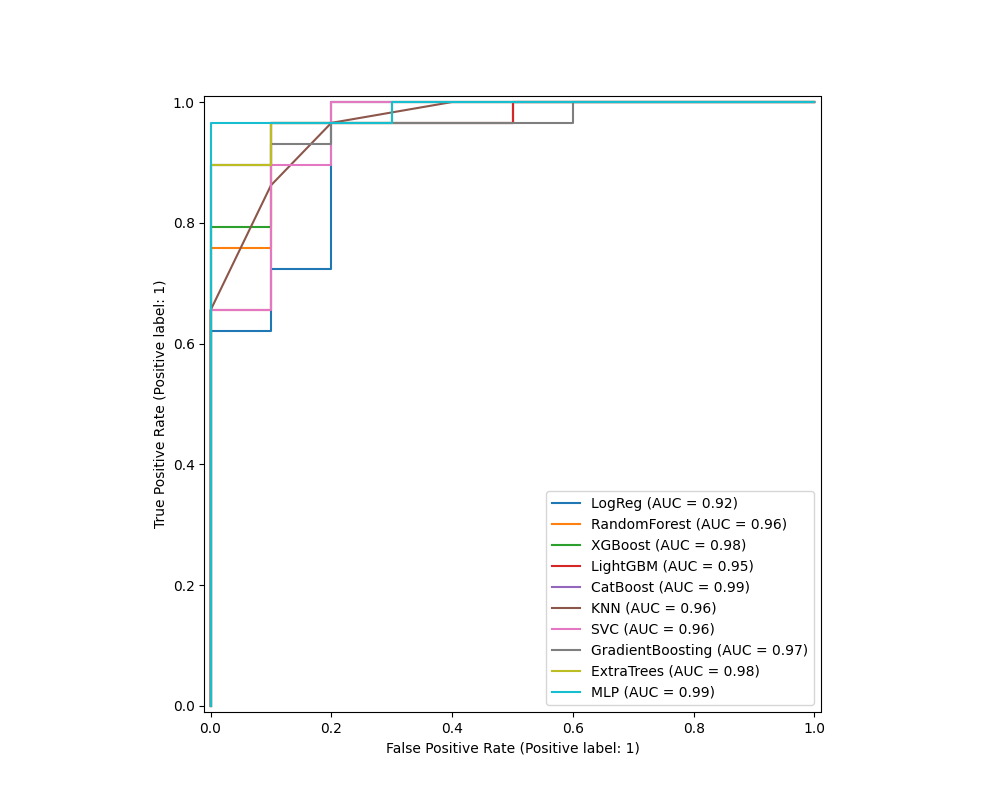 1.0
0.8
0.6
0.4
0.2
0.0
True Positive Rate (Positive label: 1)
LogReg (AUC = 0.92)
RandomForest (AUC = 0.96)
XGBoost (AUC = 0.98)
LightGBM (AUC = 0.95)
CatBoost (AUC = 0.99)
KNN (AUC = 0.96)
SVC (AUC = 0.96)
GradientBoosting (AUC = 0.97)
ExtraTrees (AUC = 0.98)
MLP (AUC = 0.99)
0.0 0.2 0.4 0.6 0.8 1.0
False Positive Rate (Positive label: 1)